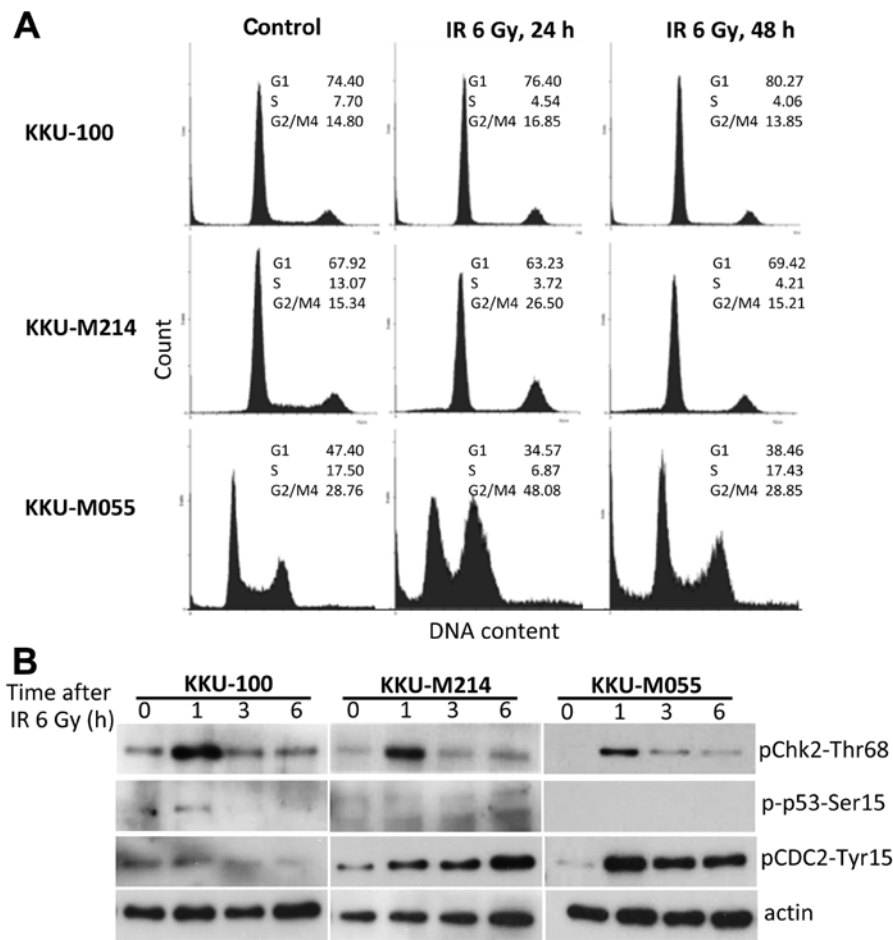 A
Control
IR 6 Gy, 24 h
IR 6 Gy, 48 h
KKU-100
G1 74.40
S 7.70
G2/M4 14.80
G1 76.40
S 4.54
G2/M4 16.85
G1 80.27
S 4.06
G2/M4 13.85
KKU-M214
G1 67.92
S 13.07
G2/M4 15.34
G1 63.23
S 3.72
G2/M4 26.50
G1 69.42
S 4.21
G2/M4 15.21
Count
KKU-M055
G1 47.40
S 17.50
G2/M4 28.76
G1 34.57
S 6.87
G2/M4 48.08
G1 38.46
S 17.43
G2/M4 28.85
DNA content
B
Time after
IR 6 Gy (h)
KKU-100
KKU-M214
KKU-M055
0 1 3 6
0 1 3 6
0 1 3 6
pChk2-Thr68
p-p53-Ser15
pCDC2-Tyr15
actin